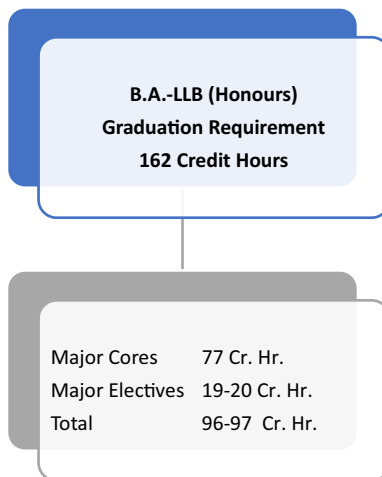 B.A.-LLB (Honours)
Graduation Requirement
162 Credit Hours
Major Cores 77 Cr. Hr.
Major Electives 19-20 Cr. Hr.
Total 96-97 Cr. Hr.